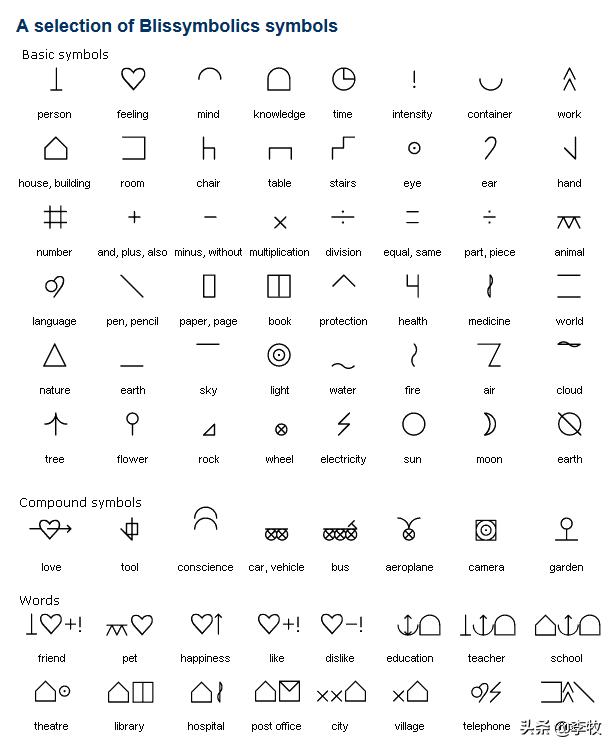 A selection of Blissymbolics symbols
Basic symbols
person feeling mind knowledge time intensity container work
house, building room chair table stairs eye ear hand
number and, plus, also minus, without multiplication division equal, same part, piece animal
language pen, pencil paper, page book protection health medicine world
nature earth sky light water fire air cloud
tree flower rock wheel electricity sun moon earth
Compound symbols
love tool conscience car, vehicle bus aeroplane camera garden
Words
friend pet happiness like dislike education teacher school
theatre library hospital post office city village telephone
头条 @李牧